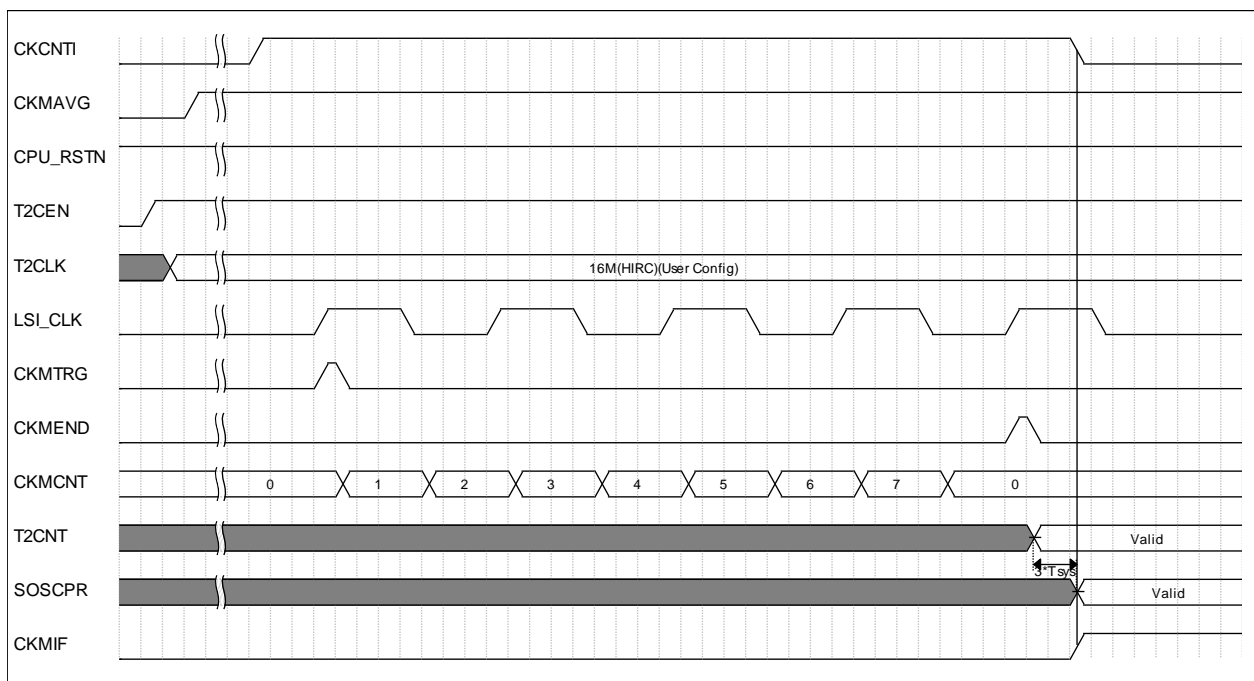 CKCNTI
CKMAVG
CPU_RSTN
T2CEN
T2CLK
16M(HIRC)(User Config)
LSI_CLK
CKMTRG
CKMEND
CKMCNT
0 1 2 3 4 5 6 7 0
T2CNT
Valid
3*Tsys
SOSCPR
Valid
CKMIF